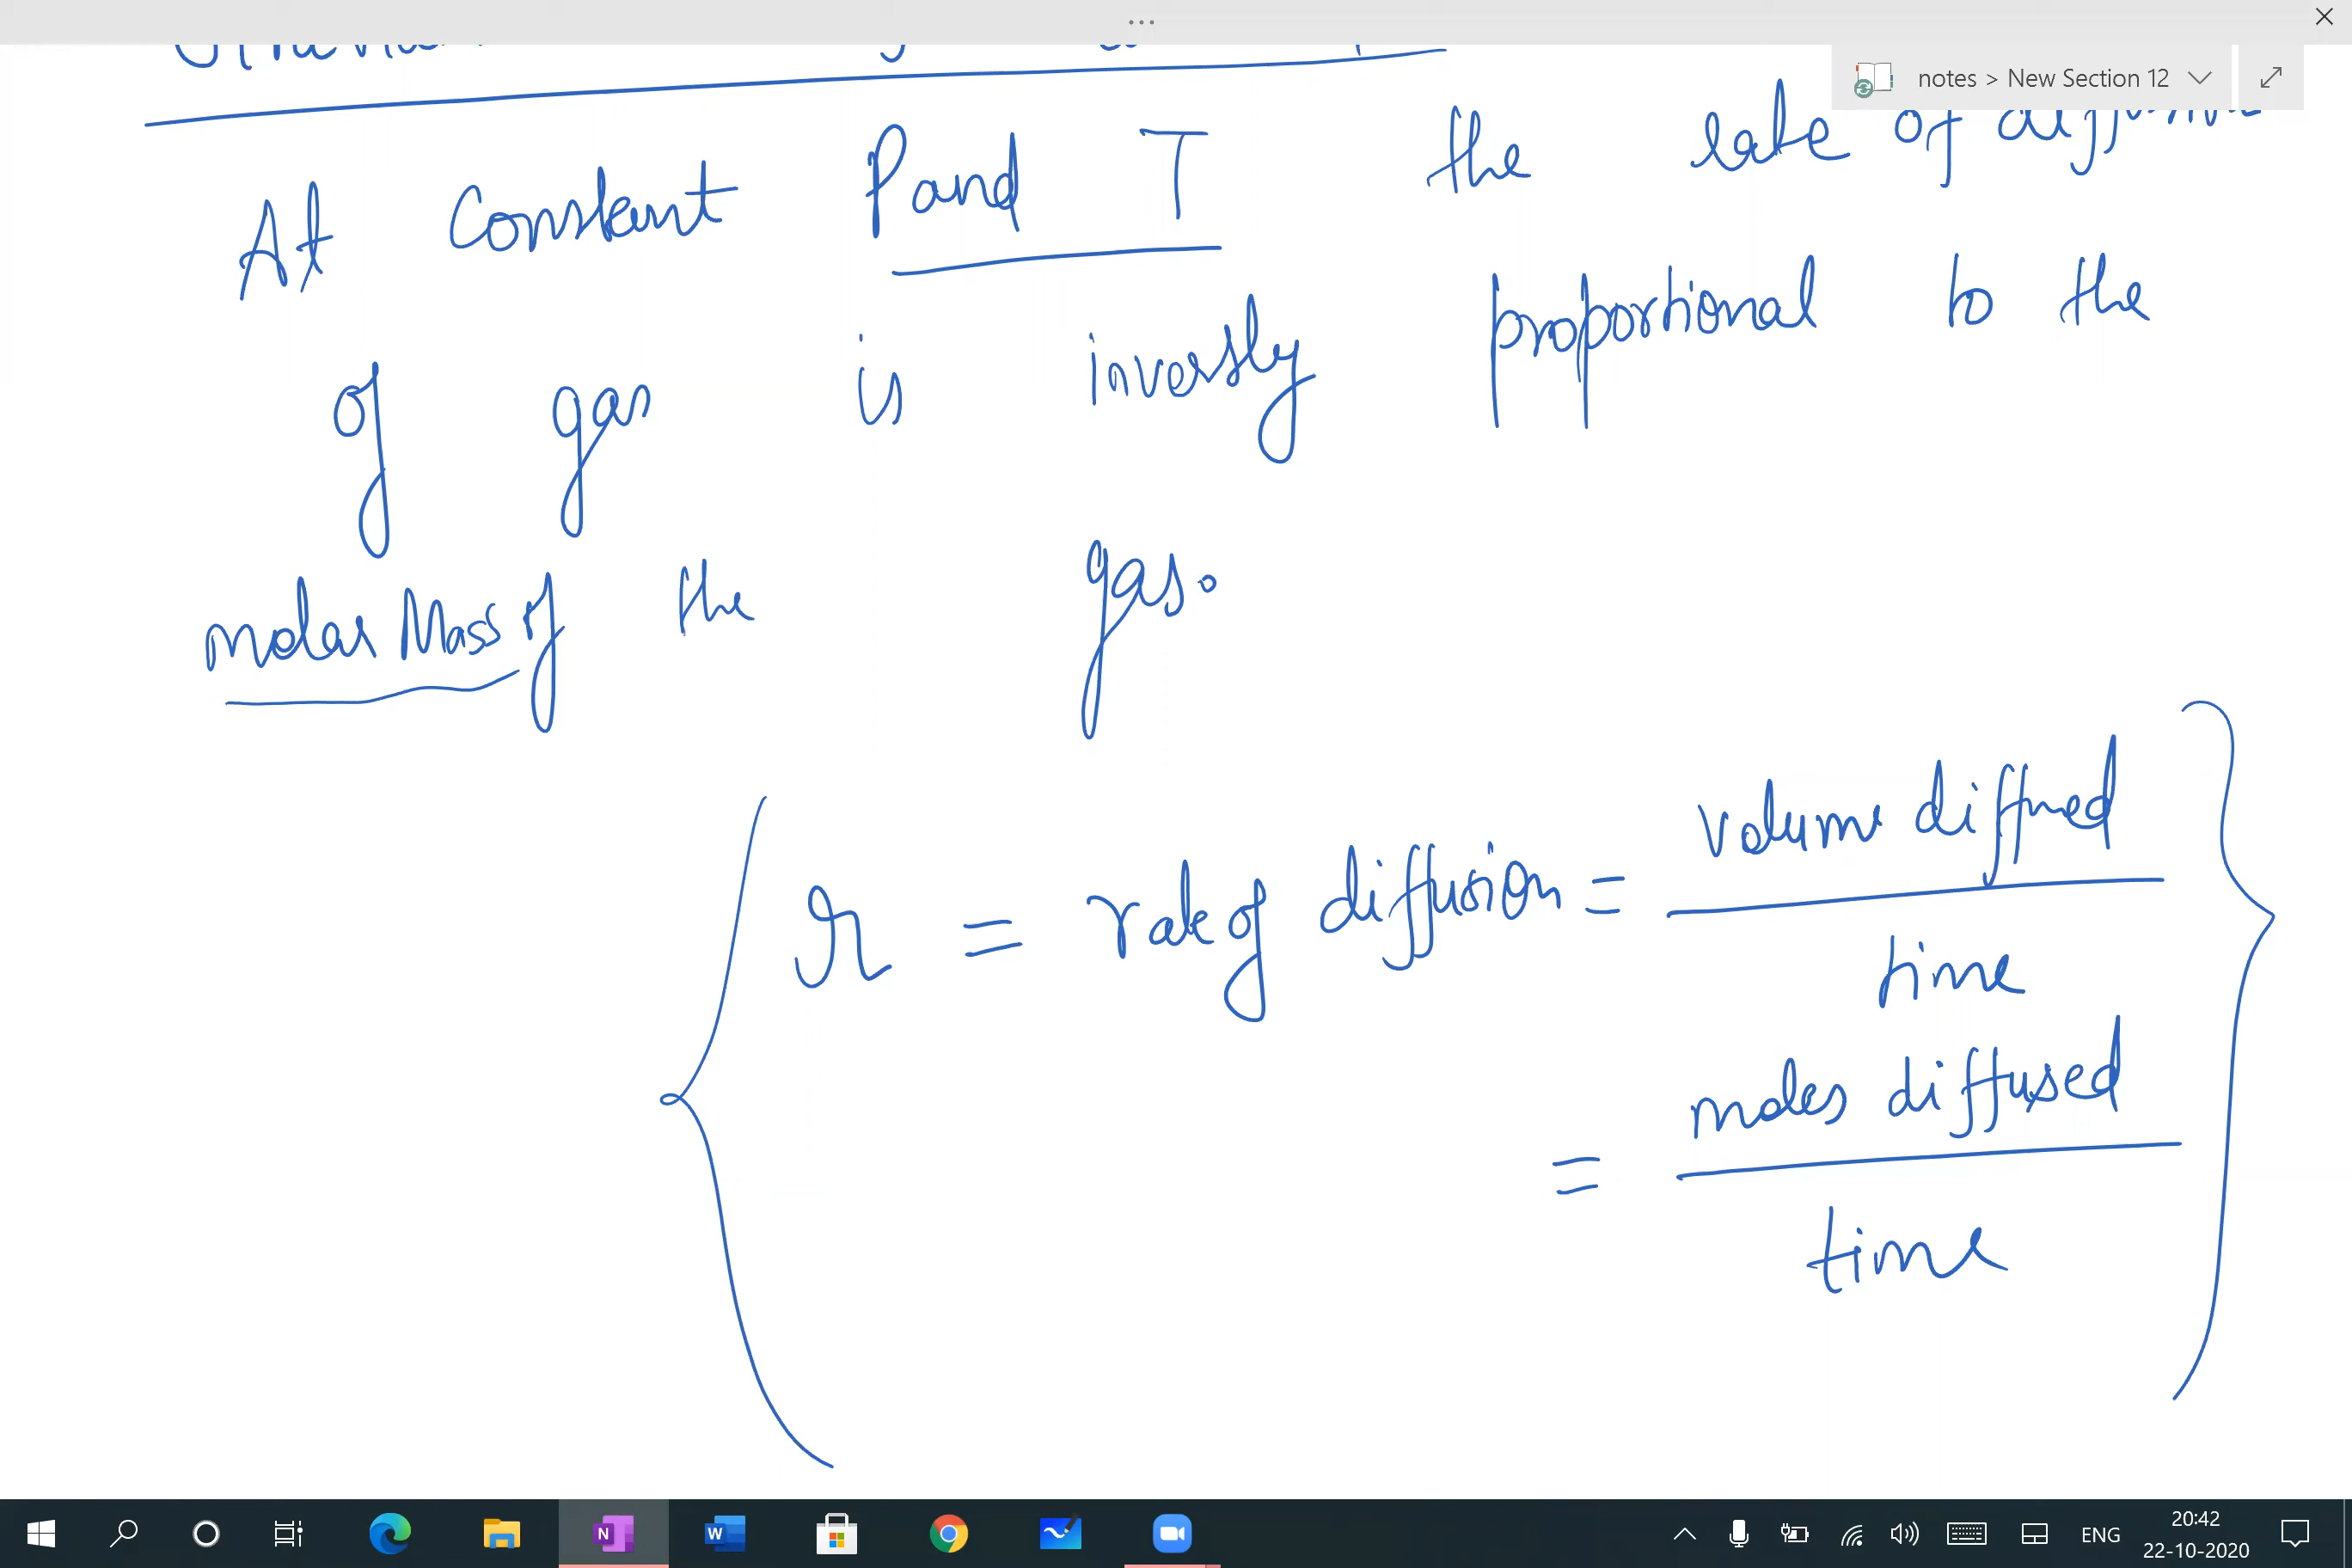 notes > New Section 12
At constant P and T the rate of diffusion
of gas is inversly proportional to the
molar Mass of the gas.
r = rate of diffusion = volume diffused
time
= moles diffused
time
ENG
20:42
22-10-2020